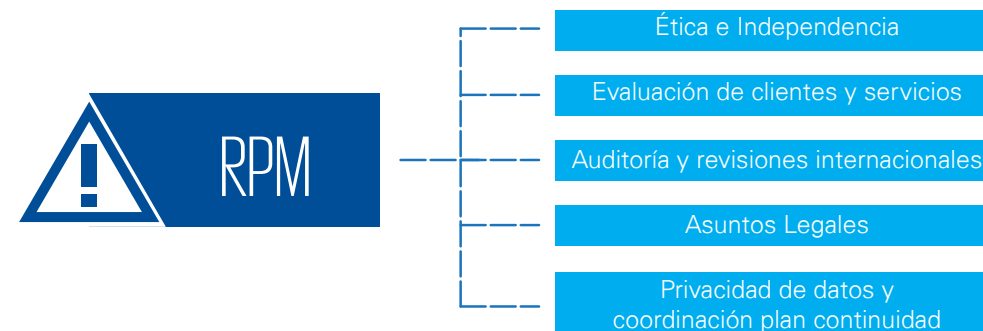 RPM
Ética e Independencia
Evaluación de clientes y servicios
Auditoría y revisiones internacionales
Asuntos Legales
Privacidad de datos y
coordinación plan continuidad